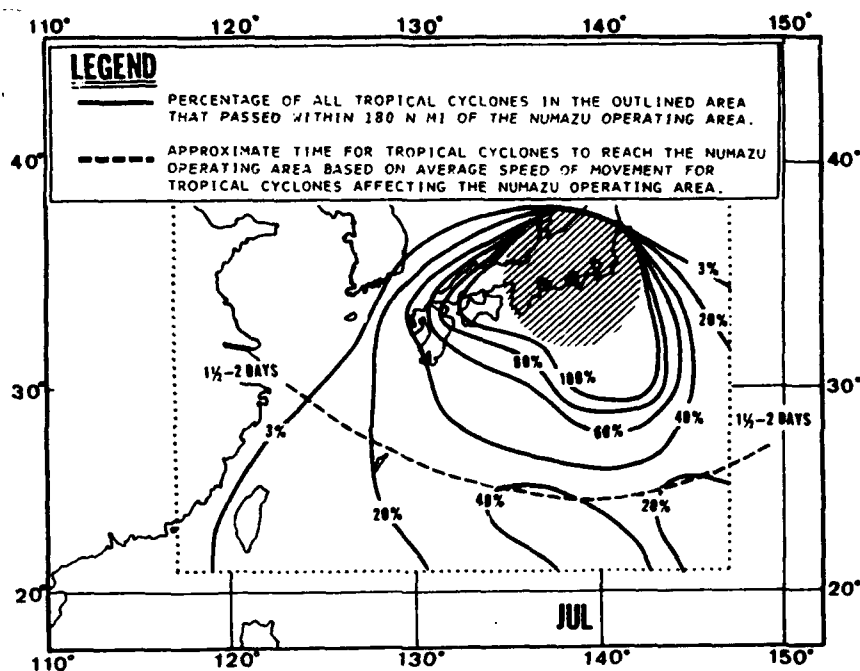 110° 120° 130° 140° 150°
LEGEND
PERCENTAGE OF ALL TROPICAL CYCLONES IN THE OUTLINED AREA
THAT PASSED WITHIN 180 N MI OF THE NUMAZU OPERATING AREA.
APPROXIMATE TIME FOR TROPICAL CYCLONES TO REACH THE NUMAZU
OPERATING AREA BASED ON AVERAGE SPEED OF MOVEMENT FOR
TROPICAL CYCLONES AFFECTING THE NUMAZU OPERATING AREA.
40° 40°
3%
20%
1½-2 DAYS
80%
100%
30° 30°
60%
40%
1½-2 DAYS
3%
20%
40%
20%
20° 20°
JUL
110° 120° 130° 140° 150°